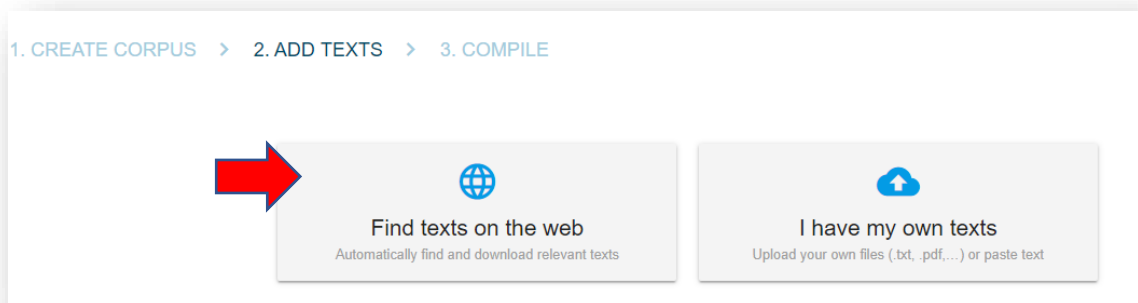 1. CREATE CORPUS > 2. ADD TEXTS > 3. COMPILE
Find texts on the web
Automatically find and download relevant texts
I have my own texts
Upload your own files (.txt, .pdf,...) or paste text